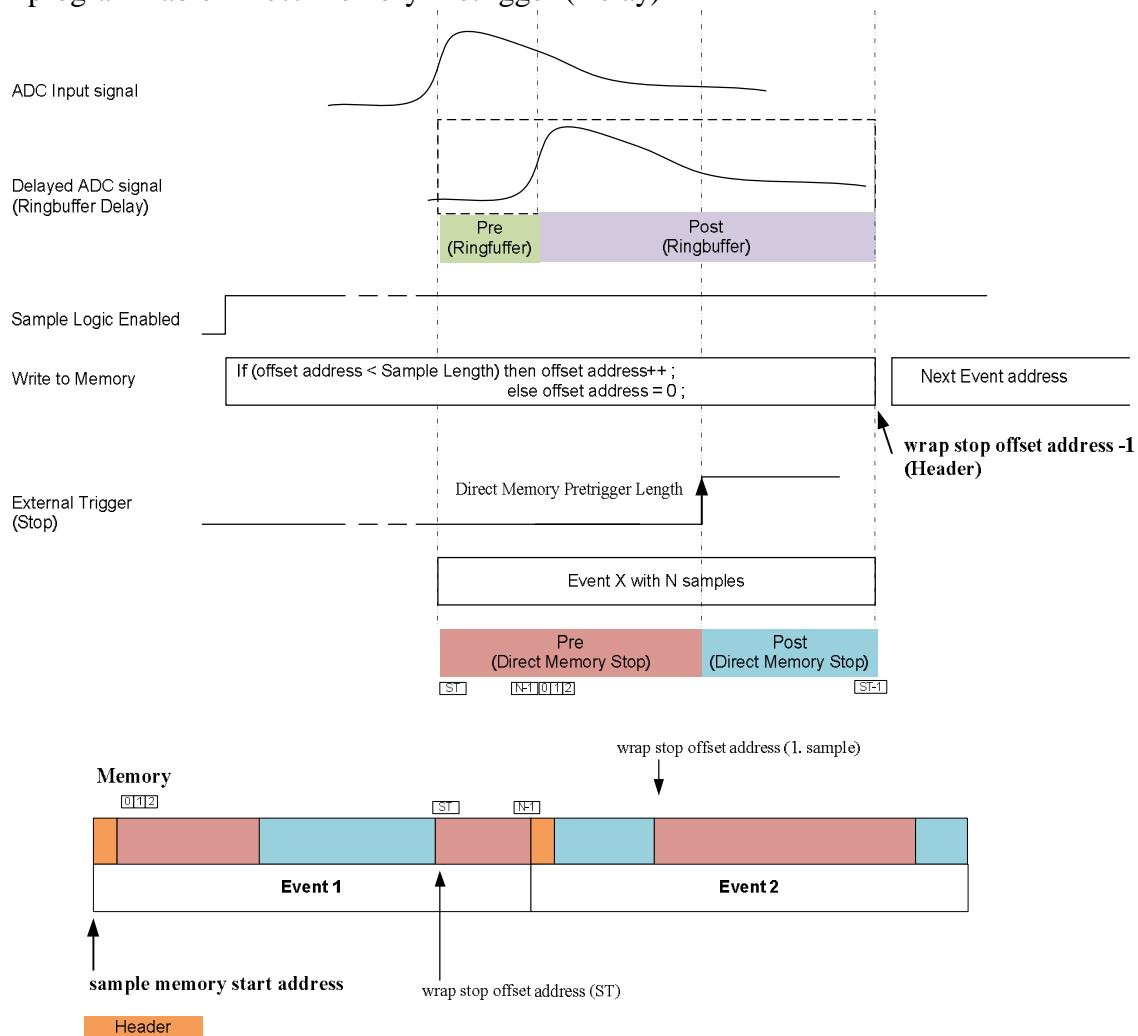 ADC Input signal
Delayed ADC signal
(Ringbuffer Delay)
Pre
(Ringfuffer)
Post
(Ringbuffer)
Sample Logic Enabled
Write to Memory
If (offset address < Sample Length) then offset address++ ;
else offset address = 0 ;
Next Event address
wrap stop offset address -1
(Header)
Direct Memory Pretrigger Length
External Trigger
(Stop)
Event X with N samples
Pre
(Direct Memory Stop)
Post
(Direct Memory Stop)
ST
N-1 0 1 2
ST-1
wrap stop offset address (1. sample)
Memory
0 1 2
ST
N-1
Event 1
Event 2
sample memory start address
wrap stop offset address (ST)
Header